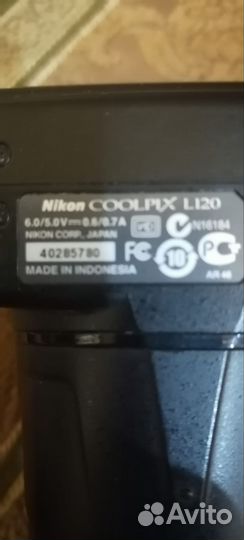 Nikon COOLPIX L120
6.0/5.0V 0.6/0.7A N16184
NIKON CORP. JAPAN
40285780 FC 10
MADE IN INDONESIA AR 46
Avito